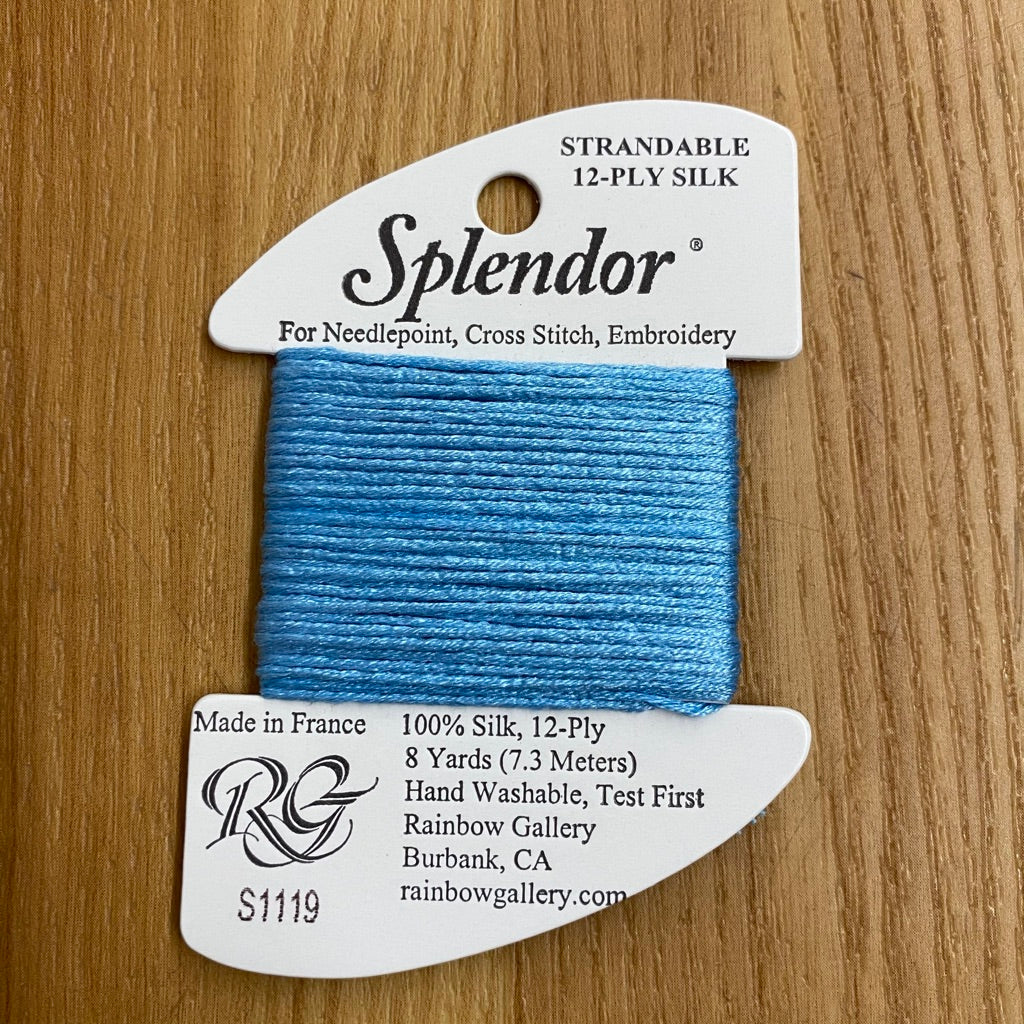 STRANDABLE
12-PLY SILK
Splendor®
For Needlepoint, Cross Stitch, Embroidery
Made in France
RG
S1119
100% Silk, 12-Ply
8 Yards (7.3 Meters)
Hand Washable, Test First
Rainbow Gallery
Burbank, CA
rainbowgallery.com